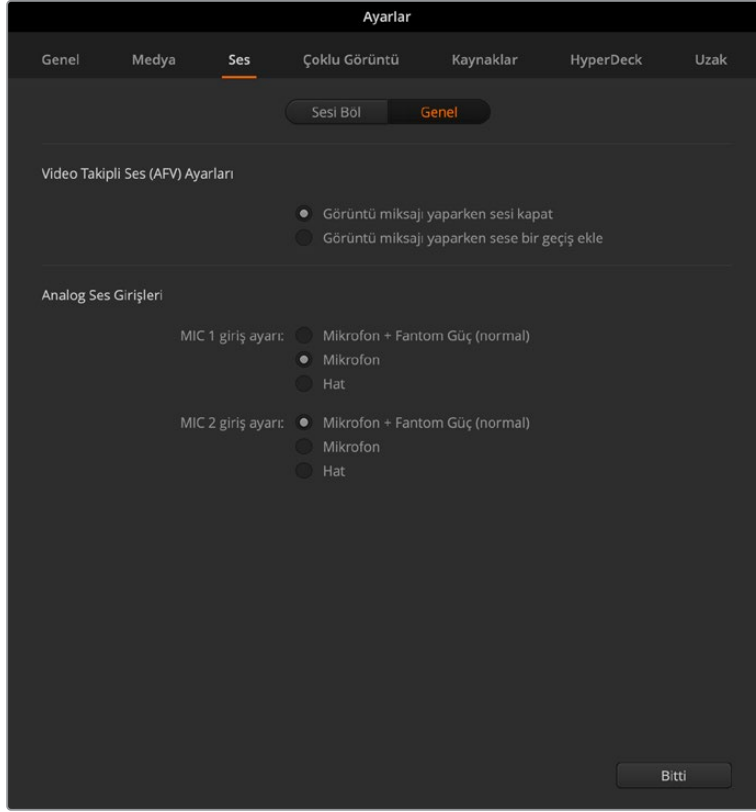 Ayarlar
Genel Medya Ses Çoklu Görüntü Kaynaklar HyperDeck Uzak
Sesi Böl Genel
Video Takipli Ses (AFV) Ayarları
Görüntü miksajı yaparken sesi kapat
Görüntü miksajı yaparken sese bir geçiş ekle
Analog Ses Girişleri
MIC 1 giriş ayarı: Mikrofon + Fantom Güç (normal)
Mikrofon
Hat
MIC 2 giriş ayarı: Mikrofon + Fantom Güç (normal)
Mikrofon
Hat
Bitti